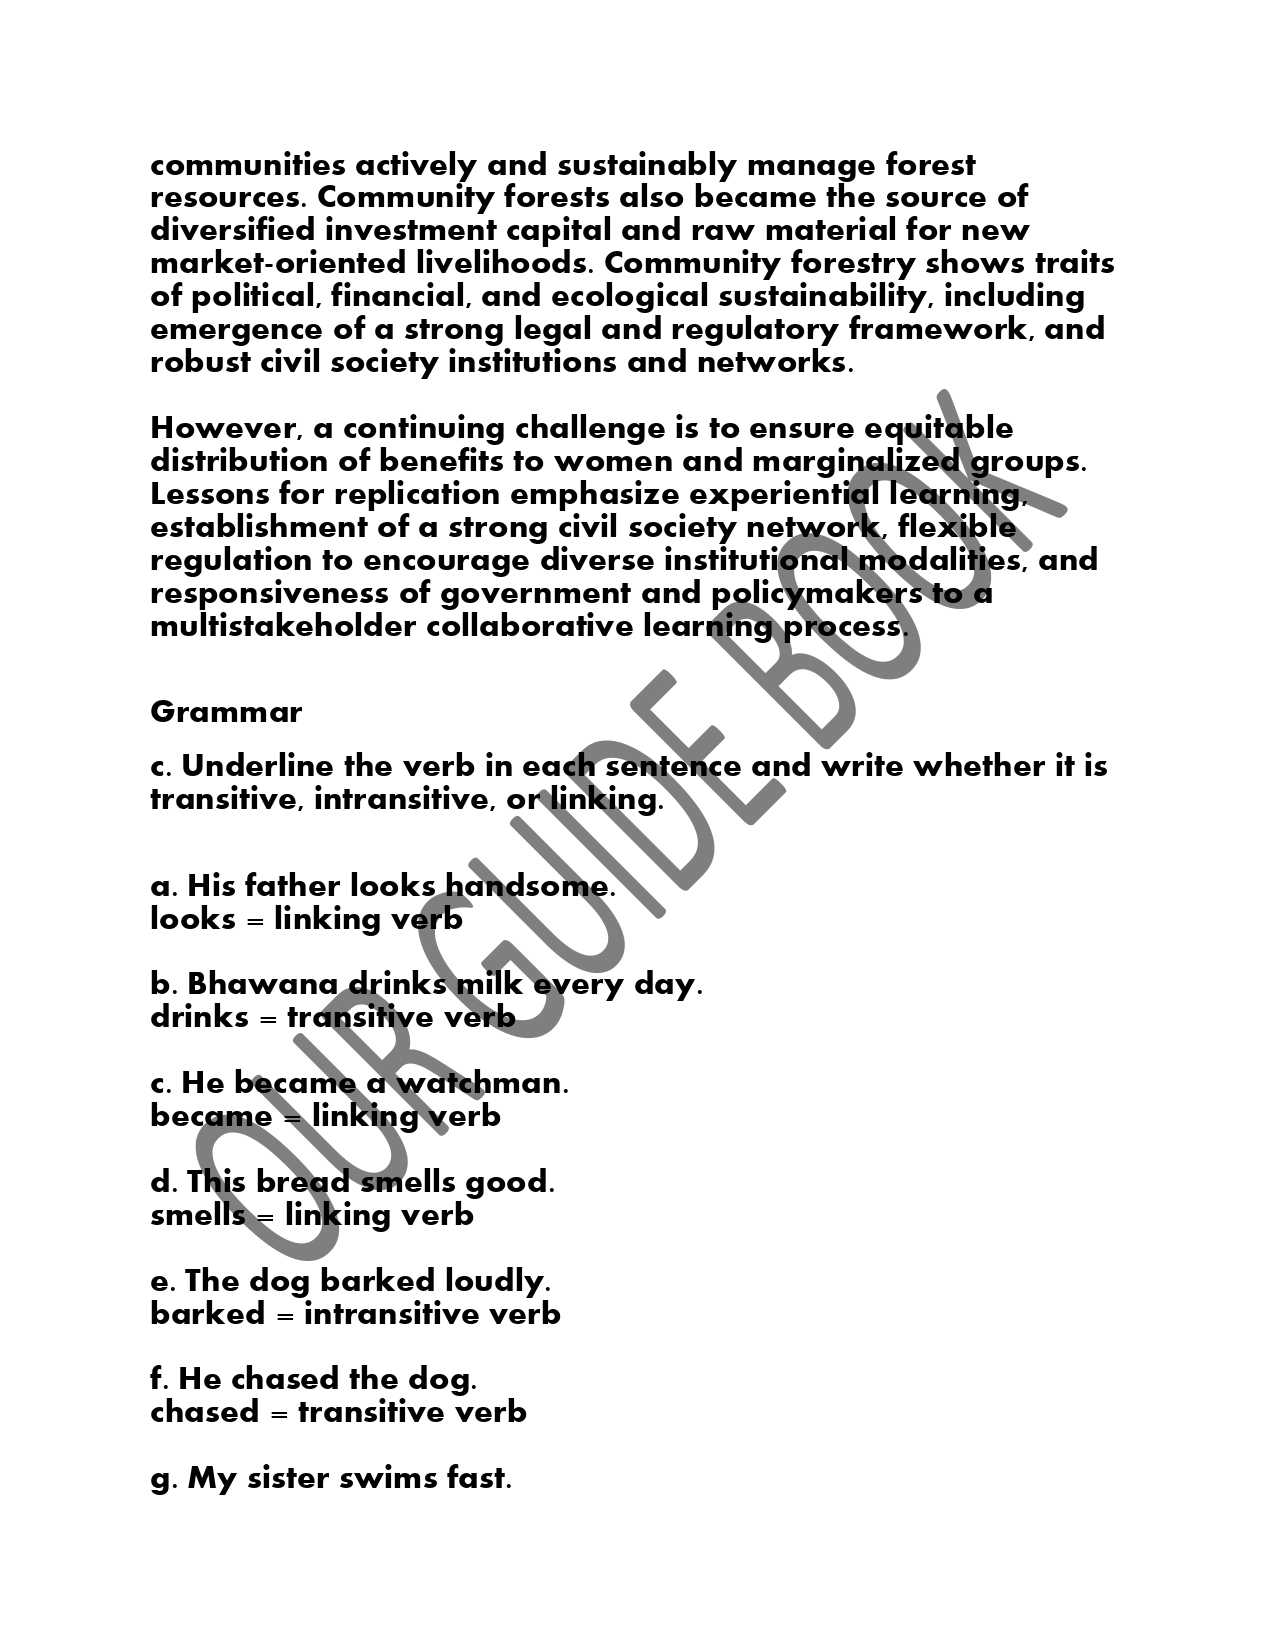 communities actively and sustainably manage forest
resources. Community forests also became the source of
diversified investment capital and raw material for new
market-oriented livelihoods. Community forestry shows traits
of political, financial, and ecological sustainability, including
emergence of a strong legal and regulatory framework, and
robust civil society institutions and networks.
However, a continuing challenge is to ensure equitable
distribution of benefits to women and marginalized groups.
Lessons for replication emphasize experiential learning,
establishment of a strong civil society network, flexible
regulation to encourage diverse institutional modalities, and
responsiveness of government and policymakers to a
multistakeholder collaborative learning process.
Grammar
c. Underline the verb in each sentence and write whether it is
transitive, intransitive, or linking.
a. His father looks handsome.
looks = linking verb
b. Bhawana drinks milk every day.
drinks = transitive verb
c. He became a watchman.
became = linking verb
d. This bread smells good.
smells = linking verb
e. The dog barked loudly.
barked = intransitive verb
f. He chased the dog.
chased = transitive verb
g. My sister swims fast.
OUR GUIDE BOOK